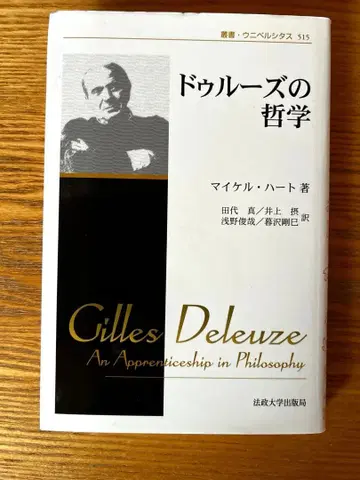 叢書・ウニベルシタス 515
ドゥルーズの
哲学
マイケル・ハート 著
田代 真／井上 摂
浅野俊哉／暮沢剛巳 訳
Gilles Deleuze
An Apprenticeship in Philosophy
法政大学出版局